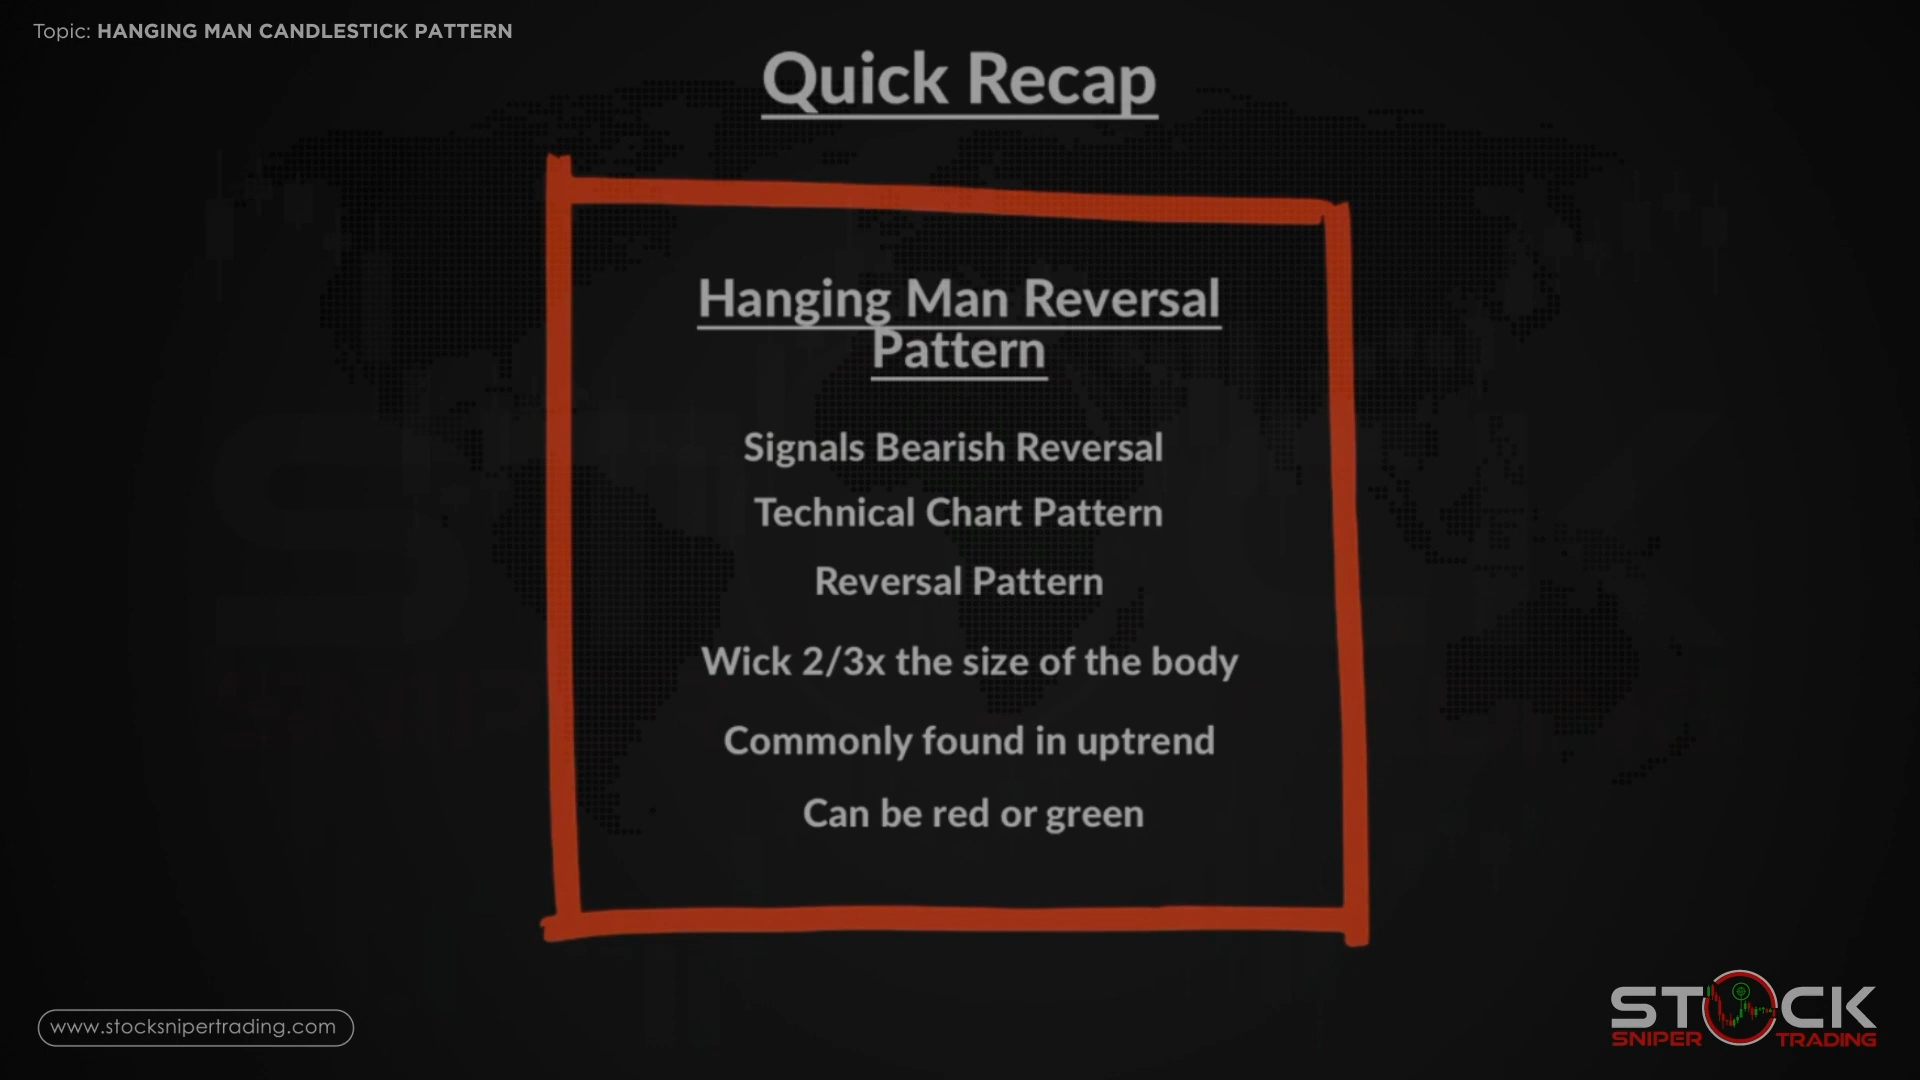 Topic: HANGING MAN CANDLESTICK PATTERN
Quick Recap
Hanging Man Reversal
Pattern
Signals Bearish Reversal
Technical Chart Pattern
Reversal Pattern
Wick 2/3x the size of the body
Commonly found in uptrend
Can be red or green
www.stocksnipertrading.com
STOCK
SNIPER TRADING